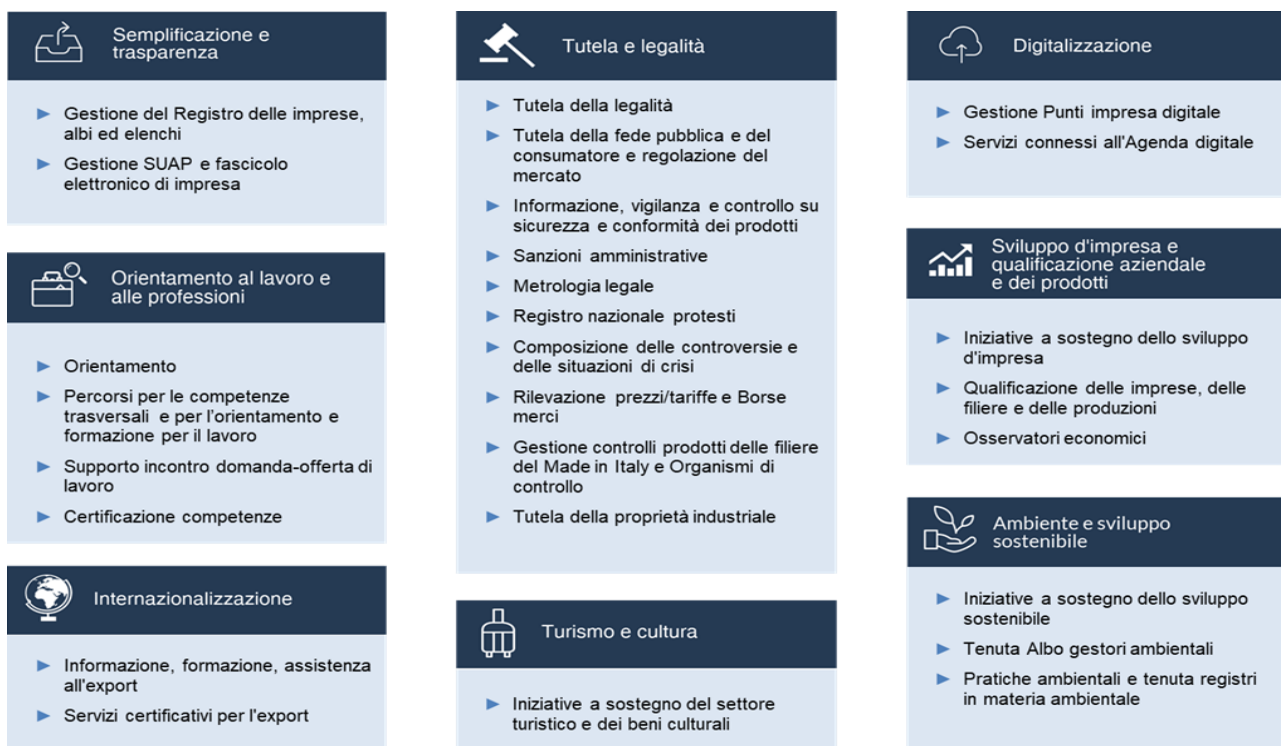 Semplificazione e
trasparenza
Gestione del Registro delle imprese,
albi ed elenchi
Gestione SUAP e fascicolo
elettronico di impresa
Orientamento al lavoro e
alle professioni
Orientamento
Percorsi per le competenze
trasversali e per l'orientamento e
formazione per il lavoro
Supporto incontro domanda-offerta di
lavoro
Certificazione competenze
Internazionalizzazione
Informazione, formazione, assistenza
all'export
Servizi certificativi per l'export
Tutela e legalità
Tutela della legalità
Tutela della fede pubblica e del
consumatore e regolazione del
mercato
Informazione, vigilanza e controllo su
sicurezza e conformità dei prodotti
Sanzioni amministrative
Metrologia legale
Registro nazionale protesti
Composizione delle controversie e
delle situazioni di crisi
Rilevazione prezzi/tariffe e Borse
merci
Gestione controlli prodotti delle filiere
del Made in Italy e Organismi di
controllo
Tutela della proprietà industriale
Turismo e cultura
Iniziative a sostegno del settore
turistico e dei beni culturali
Digitalizzazione
Gestione Punti impresa digitale
Servizi connessi all'Agenda digitale
Sviluppo d'impresa e
qualificazione aziendale
e dei prodotti
Iniziative a sostegno dello sviluppo
d'impresa
Qualificazione delle imprese, delle
filiere e delle produzioni
Osservatori economici
Ambiente e sviluppo
sostenibile
Iniziative a sostegno dello sviluppo
sostenibile
Tenuta Albo gestori ambientali
Pratiche ambientali e tenuta registri
in materia ambientale